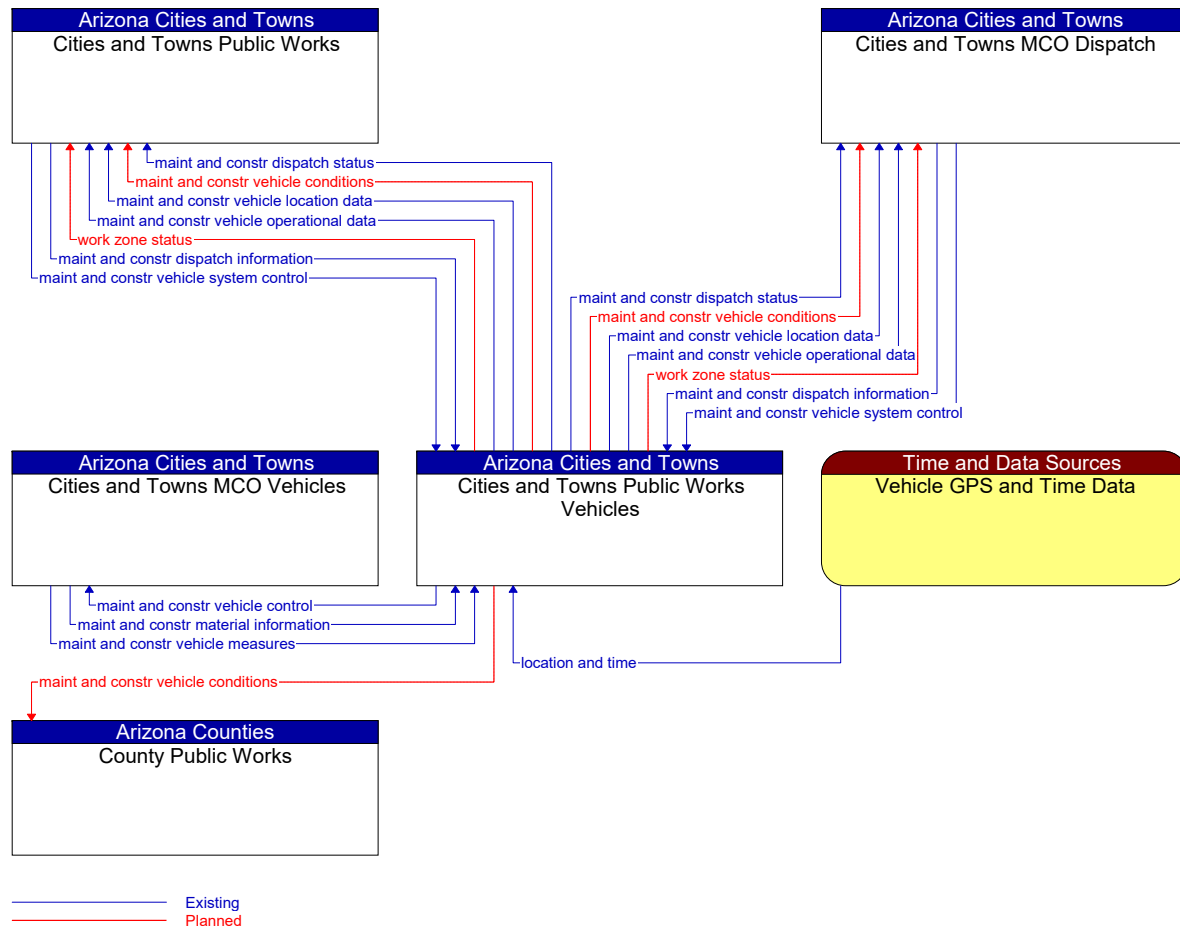 Arizona Cities and Towns
Cities and Towns Public Works
Arizona Cities and Towns
Cities and Towns MCO Dispatch
maint and constr dispatch status
maint and constr vehicle conditions
maint and constr vehicle location data
maint and constr vehicle operational data
work zone status
maint and constr dispatch information
maint and constr vehicle system control
maint and constr dispatch status
maint and constr vehicle conditions
maint and constr vehicle location data
maint and constr vehicle operational data
work zone status
maint and constr dispatch information
maint and constr vehicle system control
Arizona Cities and Towns
Cities and Towns MCO Vehicles
Arizona Cities and Towns
Cities and Towns Public Works
Vehicles
Time and Data Sources
Vehicle GPS and Time Data
maint and constr vehicle control
maint and constr material information
maint and constr vehicle measures
location and time
maint and constr vehicle conditions
Arizona Counties
County Public Works
Existing
Planned